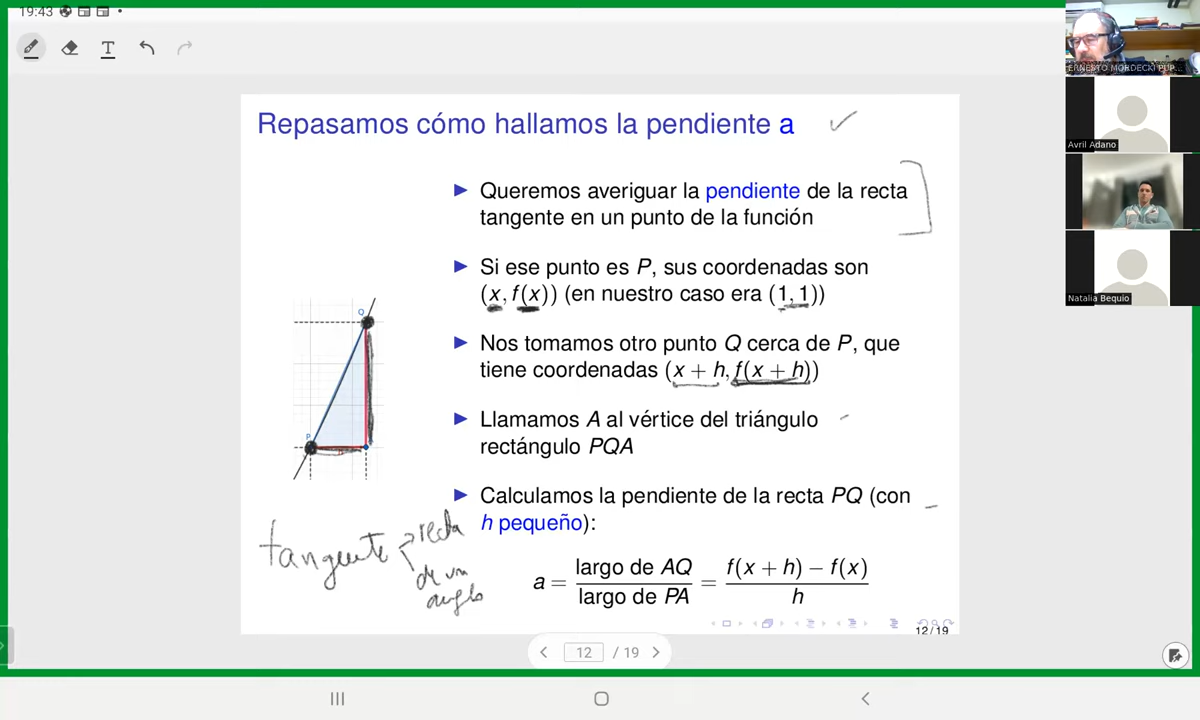 19:43
ERNESTO MORDECKI PUP...
Avril Adano
Natalia Bequio
Repasamos cómo hallamos la pendiente a
Queremos averiguar la pendiente de la recta
tangente en un punto de la función
Si ese punto es P, sus coordenadas son
(x, f(x)) (en nuestro caso era (1, 1))
Nos tomamos otro punto Q cerca de P, que
tiene coordenadas (x + h, f(x + h))
Llamamos A al vértice del triángulo
rectángulo PQA
Calculamos la pendiente de la recta PQ (con
h pequeño):
a = largo de AQ / largo de PA = f(x + h) − f(x) / h
Q
P
tangente recta
de un
angulo
12/19
12 / 19